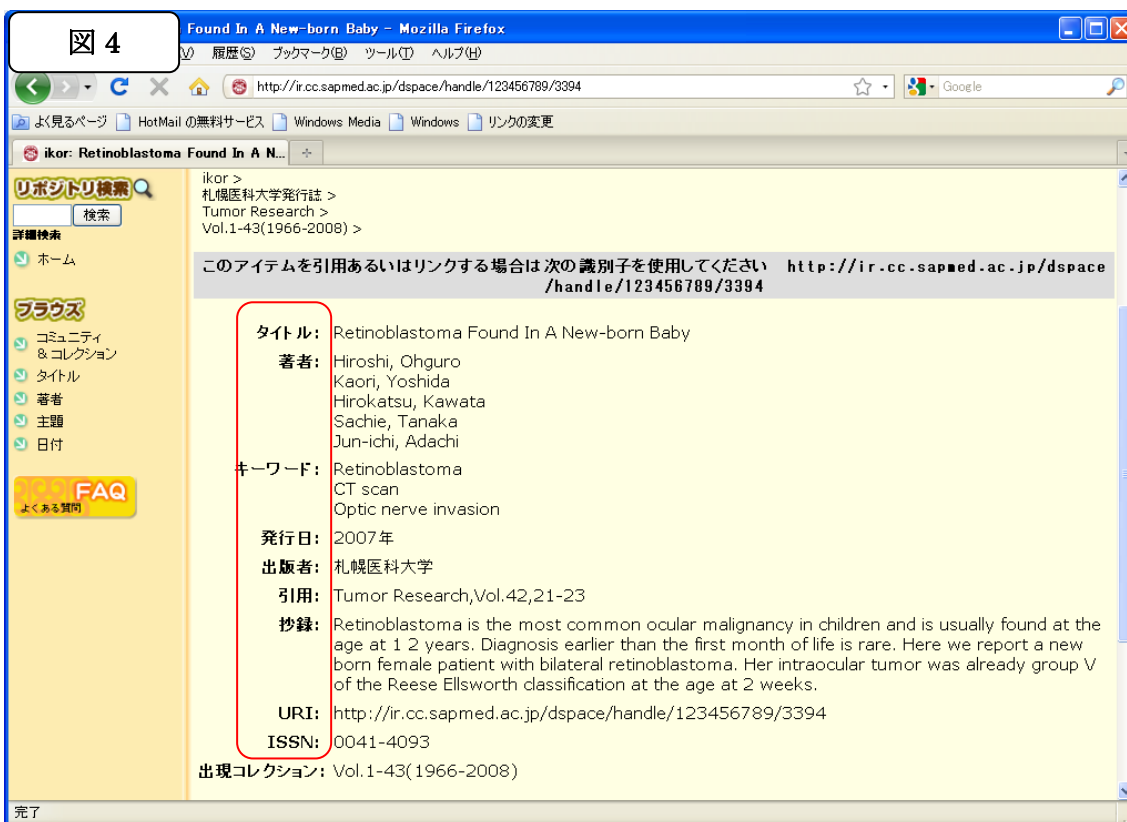 図 4
Found In A New-born Baby - Mozilla Firefox
履歴(S) ブックマーク(B) ツール(T) ヘルプ(H)
http://ir.cc.sapmed.ac.jp/dspace/handle/123456789/3394
Google
よく見るページ HotMail の無料サービス Windows Media Windows リンクの変更
ikor: Retinoblastoma Found In A N...
リポジトリ検索
検索
詳細検索
ホーム
ブラウズ
コミュニティ
&コレクション
タイトル
著者
主題
日付
FAQ
よくある質問
ikor >
札幌医科大学発行誌 >
Tumor Research >
Vol.1-43(1966-2008) >
このアイテムを引用あるいはリンクする場合は次の識別子を使用してください http://ir.cc.sapmed.ac.jp/dspace
/handle/123456789/3394
タイトル: Retinoblastoma Found In A New-born Baby
著者: Hiroshi, Ohguro
Kaori, Yoshida
Hirokatsu, Kawata
Sachie, Tanaka
Jun-ichi, Adachi
キーワード: Retinoblastoma
CT scan
Optic nerve invasion
発行日: 2007年
出版者: 札幌医科大学
引用: Tumor Research,Vol.42,21-23
抄録: Retinoblastoma is the most common ocular malignancy in children and is usually found at the
age at 1 2 years. Diagnosis earlier than the first month of life is rare. Here we report a new
born female patient with bilateral retinoblastoma. Her intraocular tumor was already group V
of the Reese Ellsworth classification at the age at 2 weeks.
URI: http://ir.cc.sapmed.ac.jp/dspace/handle/123456789/3394
ISSN: 0041-4093
出現コレクション: Vol.1-43(1966-2008)
完了